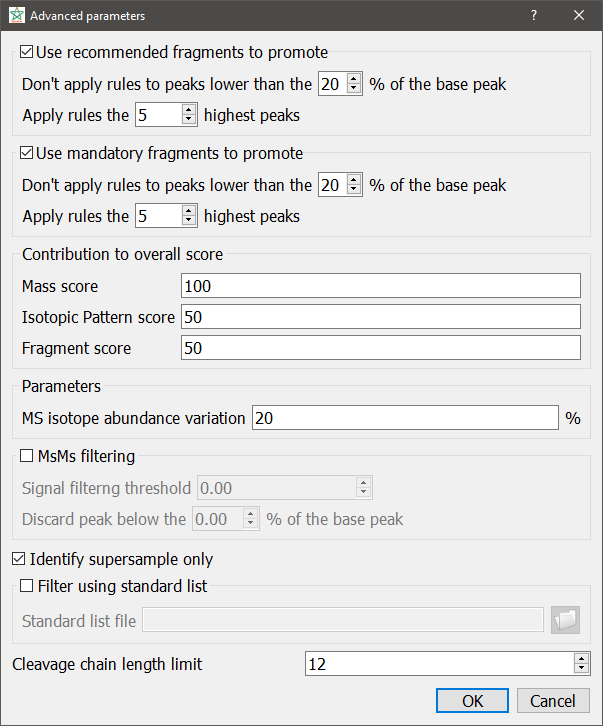 Advanced parameters ?
Use recommended fragments to promote
Don't apply rules to peaks lower than the 20 % of the base peak
Apply rules the 5 highest peaks
Use mandatory fragments to promote
Don't apply rules to peaks lower than the 20 % of the base peak
Apply rules the 5 highest peaks
Contribution to overall score
Mass score 100
Isotopic Pattern score 50
Fragment score 50
Parameters
MS isotope abundance variation 20 %
MsMs filtering
Signal filterng threshold 0.00
Discard peak below the 0.00 % of the base peak
Identify supersample only
Filter using standard list
Standard list file
Cleavage chain length limit 12
OK Cancel